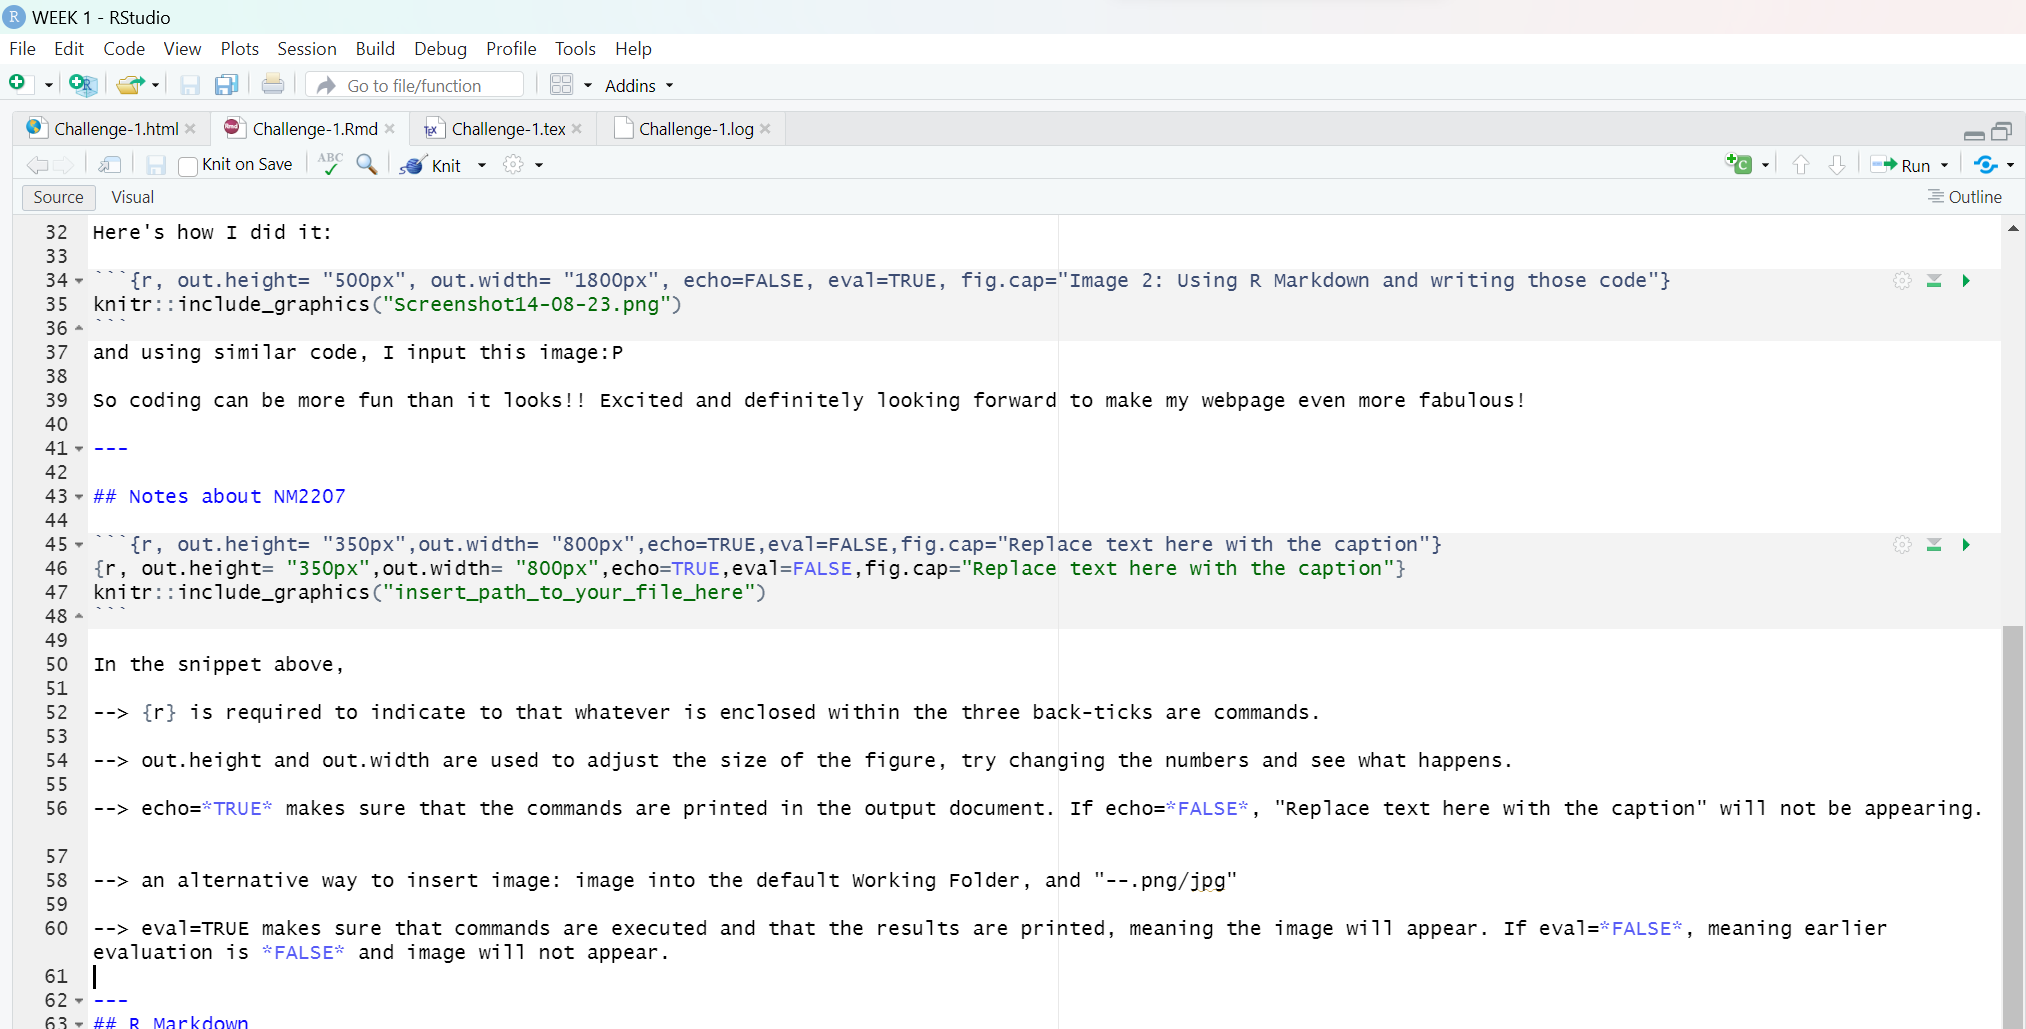 WEEK 1 - RStudio
File Edit Code View Plots Session Build Debug Profile Tools Help
Go to file/function Addins
Challenge-1.html Challenge-1.Rmd Challenge-1.tex Challenge-1.log
Knit on Save ABC Knit Run
Source Visual Outline
32 Here's how I did it:
33
34 ```{r, out.height= "500px", out.width= "1800px", echo=FALSE, eval=TRUE, fig.cap="Image 2: Using R Markdown and writing those code"}
35 knitr::include_graphics("Screenshot14-08-23.png")
36 ```
37 and using similar code, I input this image:P
38
39 So coding can be more fun than it looks!! Excited and definitely looking forward to make my webpage even more fabulous!
40
41 ---
42
43 ## Notes about NM2207
44
45 ```{r, out.height= "350px",out.width= "800px",echo=TRUE,eval=FALSE,fig.cap="Replace text here with the caption"}
46 {r, out.height= "350px",out.width= "800px",echo=TRUE,eval=FALSE,fig.cap="Replace text here with the caption"}
47 knitr::include_graphics("insert_path_to_your_file_here")
48 ```
49
50 In the snippet above,
51
52 --> {r} is required to indicate to that whatever is enclosed within the three back-ticks are commands.
53
54 --> out.height and out.width are used to adjust the size of the figure, try changing the numbers and see what happens.
55
56 --> echo=*TRUE* makes sure that the commands are printed in the output document. If echo=*FALSE*, "Replace text here with the caption" will not be appearing.
57
58 --> an alternative way to insert image: image into the default Working Folder, and "--.png/jpg"
59
60 --> eval=TRUE makes sure that commands are executed and that the results are printed, meaning the image will appear. If eval=*FALSE*, meaning earlier
evaluation is *FALSE* and image will not appear.
61
62 ---
63 ## R Markdown